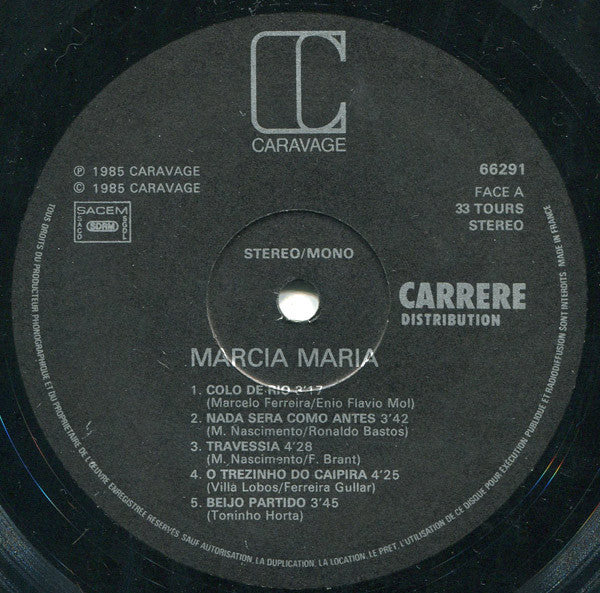 CARAVAGE
℗ 1985 CARAVAGE
© 1985 CARAVAGE
SACEM
SACD
SDRM
SGDL
66291
FACE A
33 TOURS
STEREO
STEREO/MONO
CARRERE
DISTRIBUTION
MARCIA MARIA
1. COLO DE RIO 3'17
(Marcelo Ferreira/Enio Flavio Mol)
2. NADA SERA COMO ANTES 3'42
(M. Nascimento/Ronaldo Bastos)
3. TRAVESSIA 4'28
(M. Nascimento/F. Brant)
4. O TREZINHO DO CAIPIRA 4'25
(Villa Lobos/Ferreira Gullar)
5. BEIJO PARTIDO 3'45
(Toninho Horta)
TOUS DROITS DU PRODUCTEUR PHONOGRAPHIQUE ET DU PROPRIETAIRE DE L'ŒUVRE ENREGISTREE RESERVES SAUF AUTORISATION, LA DUPLICATION, LA LOCATION, LE PRET, L'UTILISATION DE CE DISQUE POUR EXÉCUTION PUBLIQUE ET RADIODIFFUSION SONT INTERDITS. MADE IN FRANCE